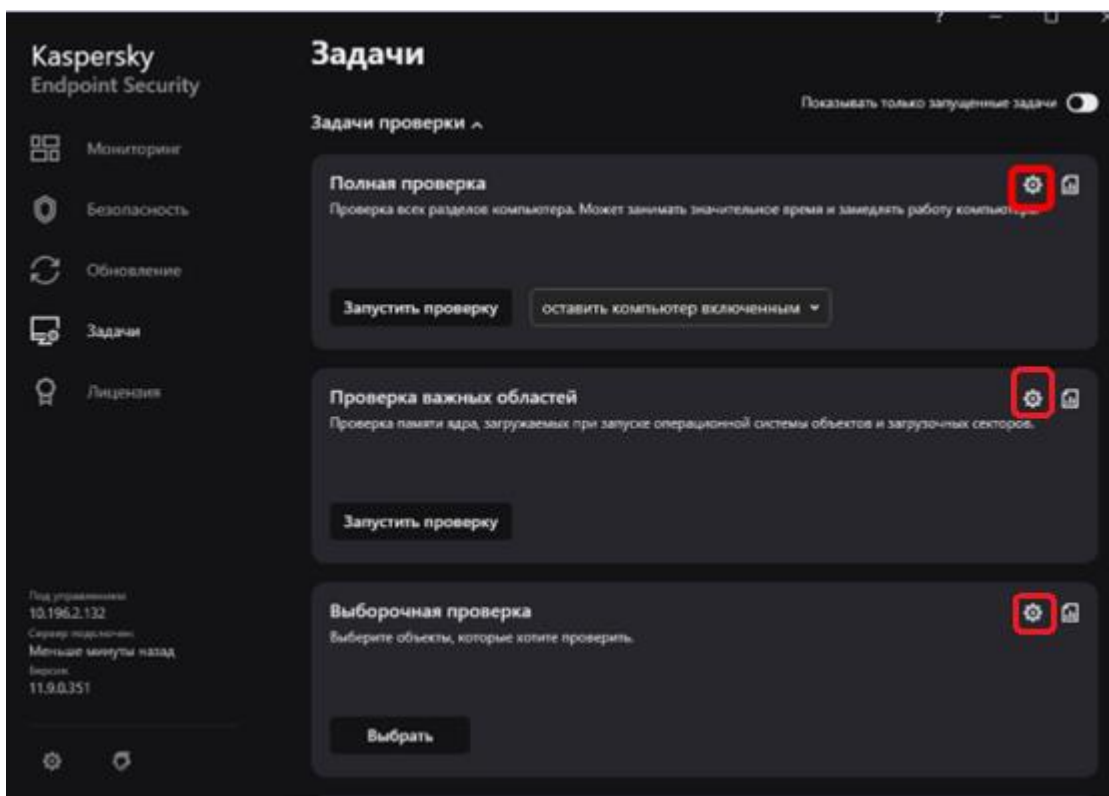 ?
Kaspersky
Endpoint Security
Мониторинг
Безопасность
Обновление
Задачи
Лицензия
Под управлением:
10.196.2.132
Сервер подключен:
Меньше минуты назад
Версия:
11.9.0.351
Задачи
Показывать только запущенные задачи
Задачи проверки
Полная проверка
Проверка всех разделов компьютера. Может занимать значительное время и замедлять работу компьютера.
Запустить проверку
оставить компьютер включенным
Проверка важных областей
Проверка памяти ядра, загружаемых при запуске операционной системы объектов и загрузочных секторов.
Запустить проверку
Выборочная проверка
Выберите объекты, которые хотите проверить.
Выбрать